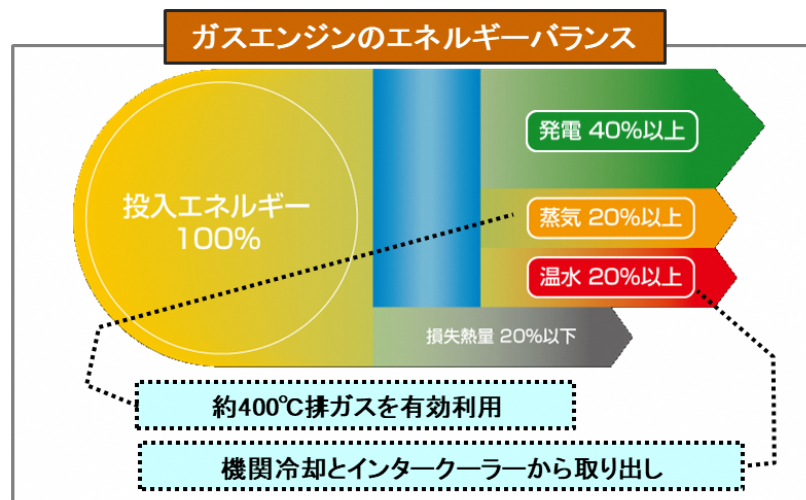 ガスエンジンのエネルギーバランス
投入エネルギー
100%
発電 40%以上
蒸気 20%以上
温水 20%以上
損失熱量 20%以下
約400℃排ガスを有効利用
機関冷却とインタークーラーから取り出し